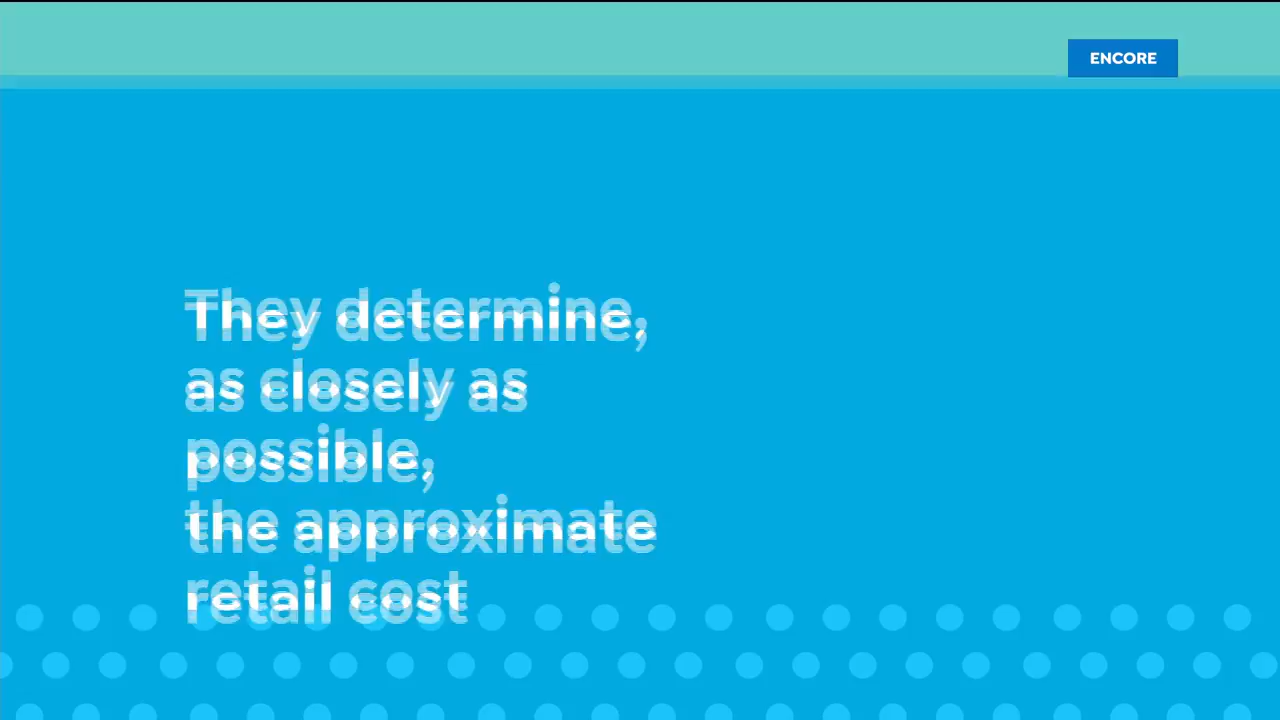 ENCORE
They determine,
as closely as
possible,
the approximate
retail cost